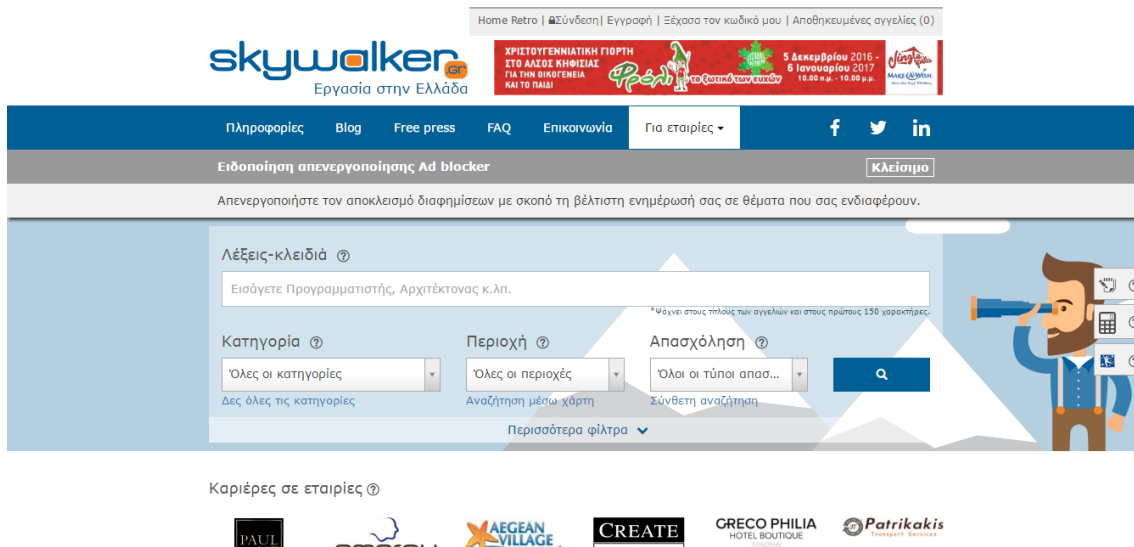 Home Retro | Σύνδεση| Εγγραφή | Ξέχασα τον κωδικό μου | Αποθηκευμένες αγγελίες (0)
skywalker.gr
Εργασία στην Ελλάδα
ΧΡΙΣΤΟΥΓΕΝΝΙΑΤΙΚΗ ΓΙΟΡΤΗ
ΣΤΟ ΑΛΣΟΣ ΚΗΦΙΣΙΑΣ
ΓΙΑ ΤΗΝ ΟΙΚΟΓΕΝΕΙΑ
ΚΑΙ ΤΟ ΠΑΙΔΙ
το ξωτικό των ευχών
5 Δεκεμβρίου 2016 -
6 Ιανουαρίου 2017
10.00 π.μ. - 10.00 μ.μ.
MAKE A WISH
Πληροφορίες Blog Free press FAQ Επικοινωνία Για εταιρίες
Ειδοποίηση απενεργοποίησης Ad blocker Κλείσιμο
Απενεργοποιήστε τον αποκλεισμό διαφημίσεων με σκοπό τη βέλτιστη ενημέρωσή σας σε θέματα που σας ενδιαφέρουν.
Λέξεις-κλειδιά
Εισάγετε Προγραμματιστής, Αρχιτέκτονας κ.λπ.
*Ψάχνει στους τίτλους των αγγελιών και στους πρώτους 150 χαρακτήρες.
Κατηγορία Περιοχή Απασχόληση
Όλες οι κατηγορίες Όλες οι περιοχές Όλοι οι τύποι απασ...
Δες όλες τις κατηγορίες Αναζήτηση μέσω χάρτη Σύνθετη αναζήτηση
Περισσότερα φίλτρα
Καριέρες σε εταιρίες
PAUL
AEGEAN
VILLAGE
CREATE
GRECO PHILIA
HOTEL BOUTIQUE
Patrikakis
Transport Services